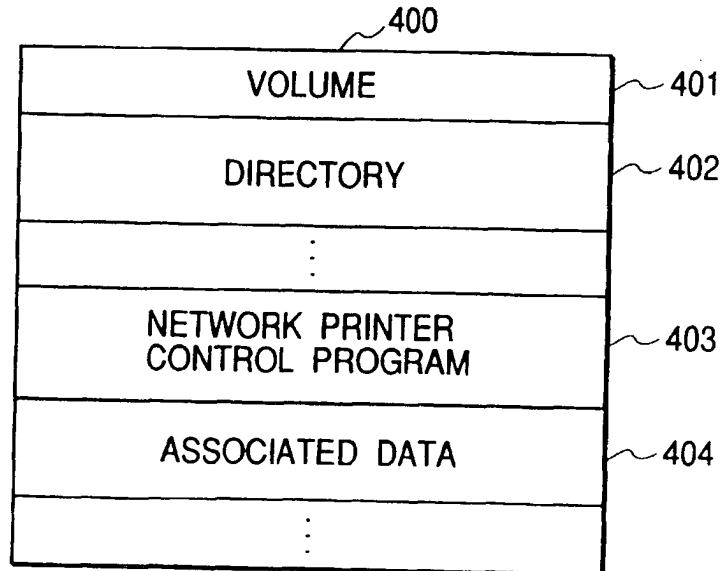 400
VOLUME 401
DIRECTORY 402
⋮
NETWORK PRINTER
CONTROL PROGRAM 403
ASSOCIATED DATA 404
⋮